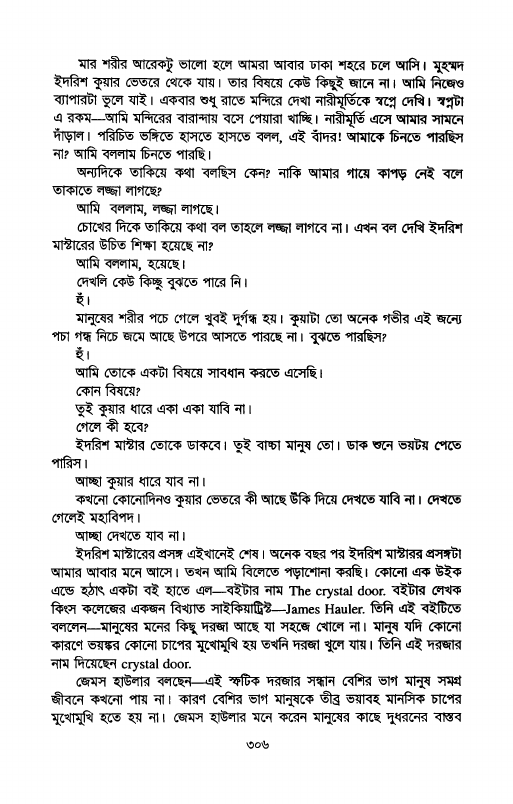 মার শরীর আরেকটু ভালো হলে আমরা আবার ঢাকা শহরে চলে আসি। মুহম্মদ
ইদরিশ কুয়ার ভেতরে থেকে যায়। তার বিষয়ে কেউ কিছুই জানে না। আমি নিজেও
ব্যাপারটা ভুলে যাই। একবার শুধু রাতে মন্দিরে দেখা নারীমূর্তিকে স্বপ্নে দেখি। স্বপ্নটা
এ রকম—আমি মন্দিরের বারান্দায় বসে পেয়ারা খাচ্ছি। নারীমূর্তি এসে আমার সামনে
দাঁড়াল। পরিচিত ভঙ্গিতে হাসতে হাসতে বলল, এই বাঁদর! আমাকে চিনতে পারছিস
না? আমি বললাম চিনতে পারছি।
অন্যদিকে তাকিয়ে কথা বলছিস কেন? নাকি আমার গায়ে কাপড় নেই বলে
তাকাতে লজ্জা লাগছে?
আমি বললাম, লজ্জা লাগছে।
চোখের দিকে তাকিয়ে কথা বল তাহলে লজ্জা লাগবে না। এখন বল দেখি ইদরিশ
মাস্টারের উচিত শিক্ষা হয়েছে না?
আমি বললাম, হয়েছে।
দেখলি কেউ কিচ্ছু বুঝতে পারে নি।
হুঁ।
মানুষের শরীর পচে গেলে খুবই দুর্গন্ধ হয়। কুয়াটা তো অনেক গভীর এই জন্যে
পচা গন্ধ নিচে জমে আছে উপরে আসতে পারছে না। বুঝতে পারছিস?
হুঁ।
আমি তোকে একটা বিষয়ে সাবধান করতে এসেছি।
কোন বিষয়ে?
তুই কুয়ার ধারে একা একা যাবি না।
গেলে কী হবে?
ইদরিশ মাস্টার তোকে ডাকবে। তুই বাচ্চা মানুষ তো। ডাক শুনে ভয়টয় পেতে
পারিস।
আচ্ছা কুয়ার ধারে যাব না।
কখনো কোনোদিনও কুয়ার ভেতরে কী আছে উঁকি দিয়ে দেখতে যাবি না। দেখতে
গেলেই মহাবিপদ।
আচ্ছা দেখতে যাব না।
ইদরিশ মাস্টারের প্রসঙ্গ এইখানেই শেষ। অনেক বছর পর ইদরিশ মাস্টারর প্রসঙ্গটা
আমার আবার মনে আসে। তখন আমি বিলেতে পড়াশোনা করছি। কোনো এক উইক
এন্ডে হঠাৎ একটা বই হাতে এল—বইটার নাম The crystal door. বইটার লেখক
কিংস কলেজের একজন বিখ্যাত সাইকিয়াট্রিস্ট—James Hauler. তিনি এই বইটিতে
বললেন—মানুষের মনের কিছু দরজা আছে যা সহজে খোলে না। মানুষ যদি কোনো
কারণে ভয়ঙ্কর কোনো চাপের মুখোমুখি হয় তখনি দরজা খুলে যায়। তিনি এই দরজার
নাম দিয়েছেন crystal door.
জেমস হাউলার বলছেন—এই স্ফটিক দরজার সন্ধান বেশির ভাগ মানুষ সমগ্র
জীবনে কখনো পায় না। কারণ বেশির ভাগ মানুষকে তীব্র ভয়াবহ মানসিক চাপের
মুখোমুখি হতে হয় না। জেমস হাউলার মনে করেন মানুষের কাছে দুধরনের বাস্তব
৩০৬